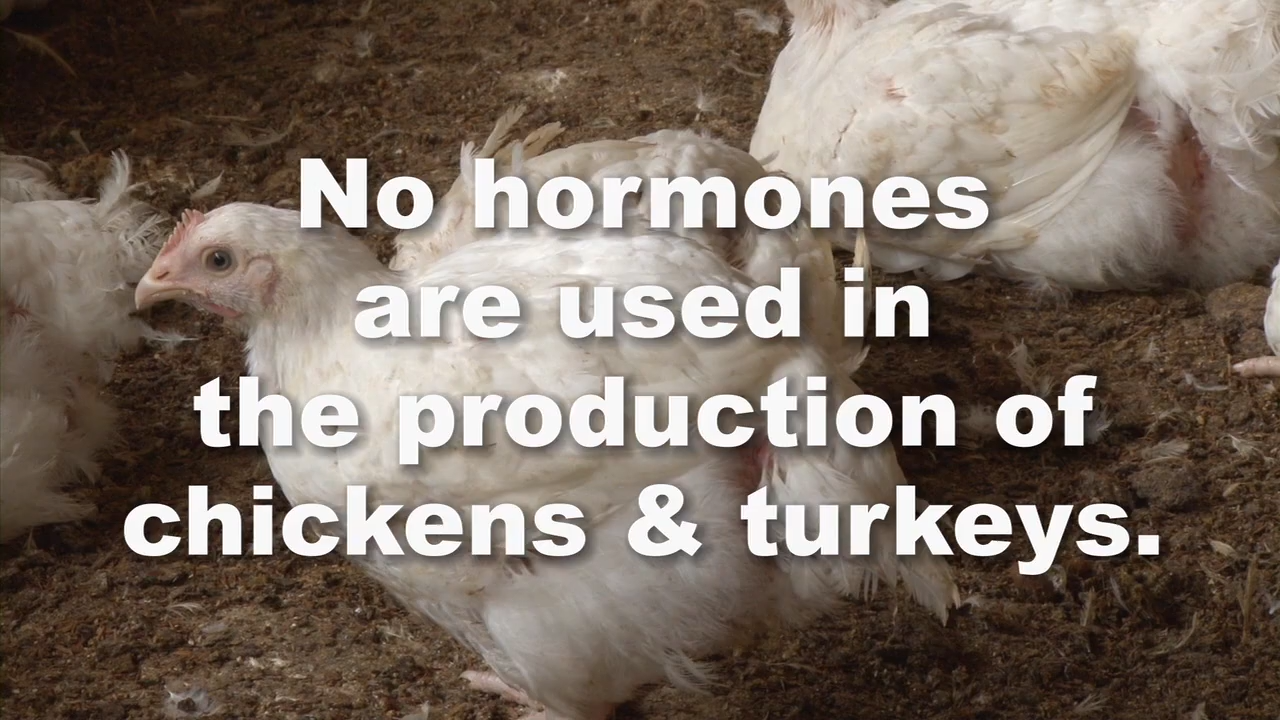 No hormones
are used in
the production of
chickens & turkeys.